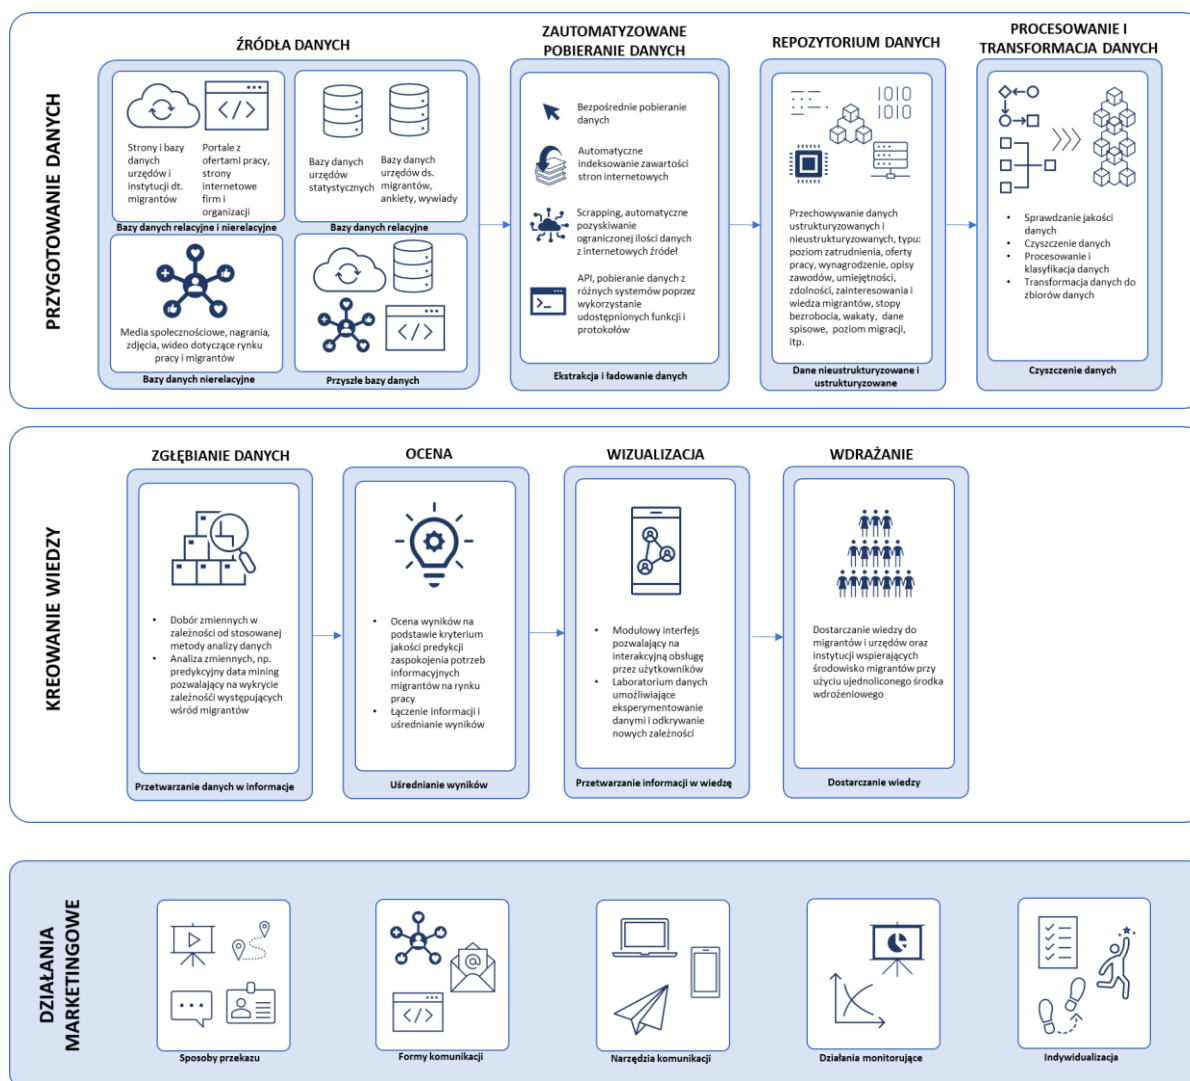 PRZYGOTOWANIE DANYCH
ŹRÓDŁA DANYCH
Strony i bazy
danych
urzędów i
instytucji dt.
migrantów
Portale z
ofertami pracy,
strony
internetowe
firm i
organizacji
Bazy danych relacyjne i nierelacyjne
Bazy danych
urzędów
statystycznych
Bazy danych
urzędów ds.
migrantów,
ankiety, wywiady
Bazy danych relacyjne
Media społecznościowe, nagrania,
zdjęcia, wideo dotyczące rynku
pracy i migrantów
Bazy danych nierelacyjne
Przyszłe bazy danych
ZAUTOMATYZOWANE
POBIERANIE DANYCH
Bezpośrednie pobieranie
danych
Automatyczne
indeksowanie zawartości
stron internetowych
Scrapping, automatyczne
pozyskiwanie
ograniczonej ilości danych
z internetowych źródeł
API, pobieranie danych z
różnych systemów poprzez
wykorzystanie
udostępnionych funkcji i
protokołów
Ekstrakcja i ładowanie danych
REPOZYTORIUM DANYCH
1010
1010
Przechowywanie danych
ustrukturyzowanych i
nieustrukturyzowanych, typu:
poziom zatrudnienia, oferty
pracy, wynagrodzenie, opisy
zawodów, umiejętności,
zdolności, zainteresowania i
wiedza migrantów, stopy
bezrobocia, wakaty, dane
spisowe, poziom migracji,
itp.
Dane nieustrukturyzowane i
ustrukturyzowane
PROCESOWANIE I
TRANSFORMACJA DANYCH
• Sprawdzanie jakości
danych
• Czyszczenie danych
• Procesowanie i
klasyfikacja danych
• Transformacja danych do
zbiorów danych
Czyszczenie danych
KREOWANIE WIEDZY
ZGŁĘBIANIE DANYCH
• Dobór zmiennych w
zależności od stosowanej
metody analizy danych
• Analiza zmiennych, np.
predykcyjny data mining
pozwalający na wykrycie
zależnośći występujących
wśród migrantów
Przetwarzanie danych w informacje
OCENA
• Ocena wyników na
podstawie kryterium
jakości predykcji
zaspokojenia potrzeb
informacyjnych
migrantów na rynku
pracy
• Łączenie informacji i
uśrednianie wyników
Uśrednianie wyników
WIZUALIZACJA
• Modułowy interfejs
pozwalający na
interakcyjną obsługę
przez użytkowników
• Laboratorium danych
umożliwiające
eksperymentowanie
danymi i odkrywanie
nowych zależności
Przetwarzanie informacji w wiedzę
WDRAŻANIE
Dostarczanie wiedzy do
migrantów i urzędów oraz
instytucji wspierających
środowisko migrantów przy
użyciu ujednoliconego środka
wdrożeniowego
Dostarczanie wiedzy
DZIAŁANIA
MARKETINGOWE
Sposoby przekazu
Formy komunikacji
Narzędzia komunikacji
Działania monitorujące
Indywidualizacja